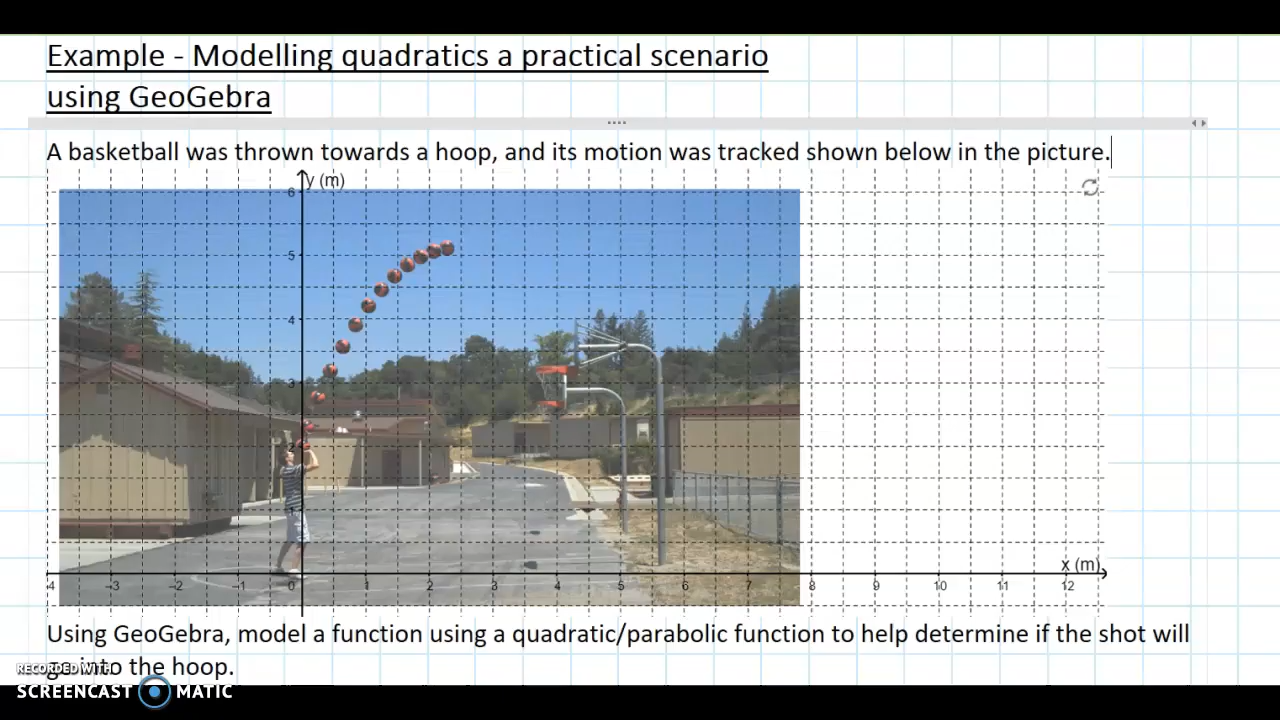 Example - Modelling quadratics a practical scenario
using GeoGebra
A basketball was thrown towards a hoop, and its motion was tracked shown below in the picture.
y (m)
6
5
4
3
2
x (m)
-4 -3 -2 -1 0 1 2 3 4 5 6 7 8 9 10 11 12
Using GeoGebra, model a function using a quadratic/parabolic function to help determine if the shot will
go into the hoop.
RECORDED WITH
SCREENCAST MATIC